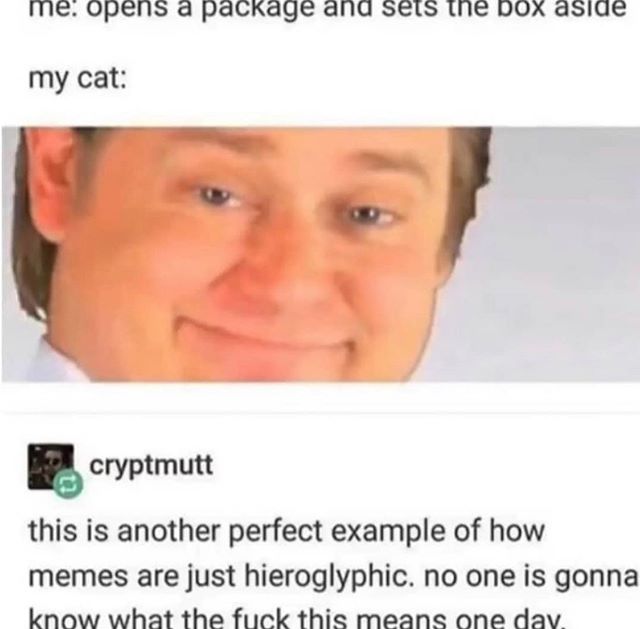 me: opens a package and sets the box aside
my cat:
cryptmutt
this is another perfect example of how
memes are just hieroglyphic. no one is gonna
know what the fuck this means one day.